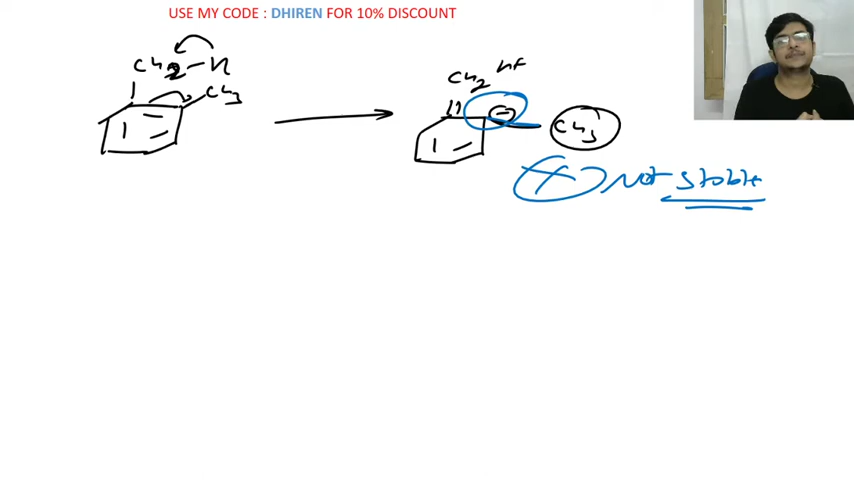 USE MY CODE : DHIREN FOR 10% DISCOUNT
CH2-H
CH3
CH2 H+
CH3
not stable